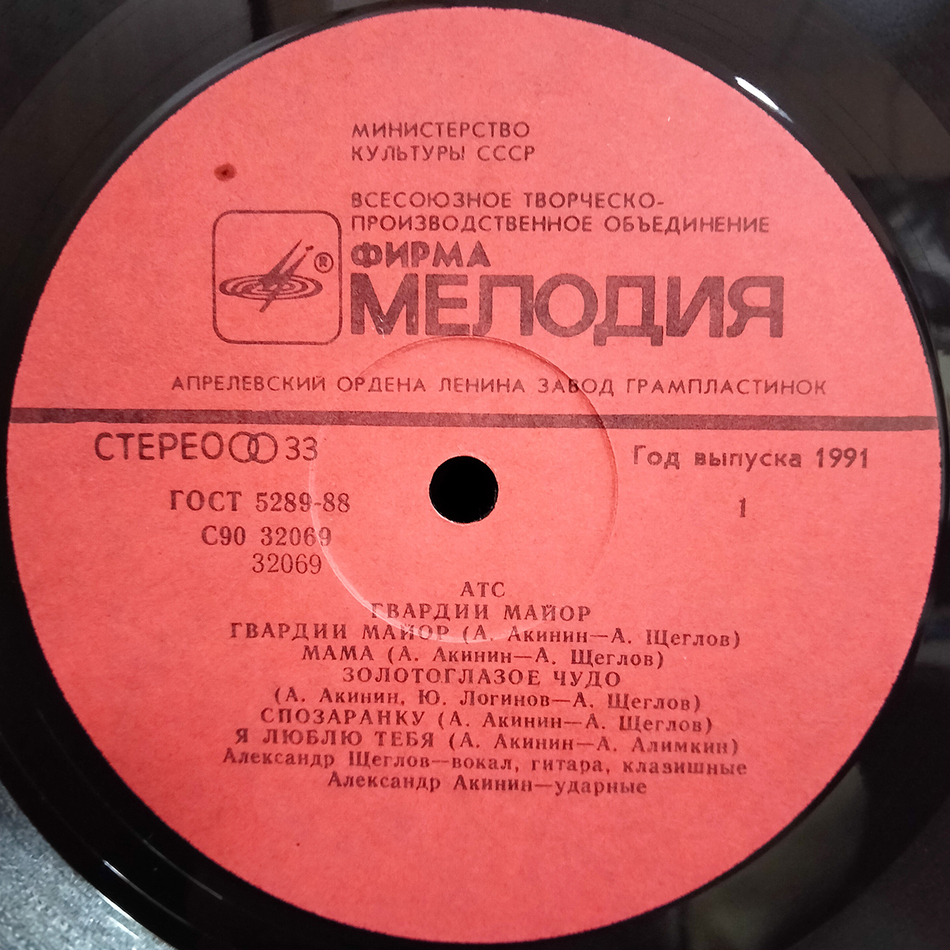 МИНИСТЕРСТВО
КУЛЬТУРЫ СССР
ВСЕСОЮЗНОЕ ТВОРЧЕСКО-
ПРОИЗВОДСТВЕННОЕ ОБЪЕДИНЕНИЕ
ФИРМА
МЕЛОДИЯ
®
АПРЕЛЕВСКИЙ ОРДЕНА ЛЕНИНА ЗАВОД ГРАМПЛАСТИНОК
СТЕРЕО 33
Год выпуска 1991
ГОСТ 5289-88
1
С90 32069
32069
АТС
ГВАРДИИ МАЙОР
ГВАРДИИ МАЙОР (А. Акинин—А. Щеглов)
МАМА (А. Акинин—А. Щеглов)
ЗОЛОТОГЛАЗОЕ ЧУДО
(А. Акинин, Ю. Логинов—А. Щеглов)
СПОЗАРАНКУ (А. Акинин—А. Щеглов)
Я ЛЮБЛЮ ТЕБЯ (А. Акинин—А. Алимкин)
Александр Щеглов—вокал, гитара, клавишные
Александр Акинин—ударные